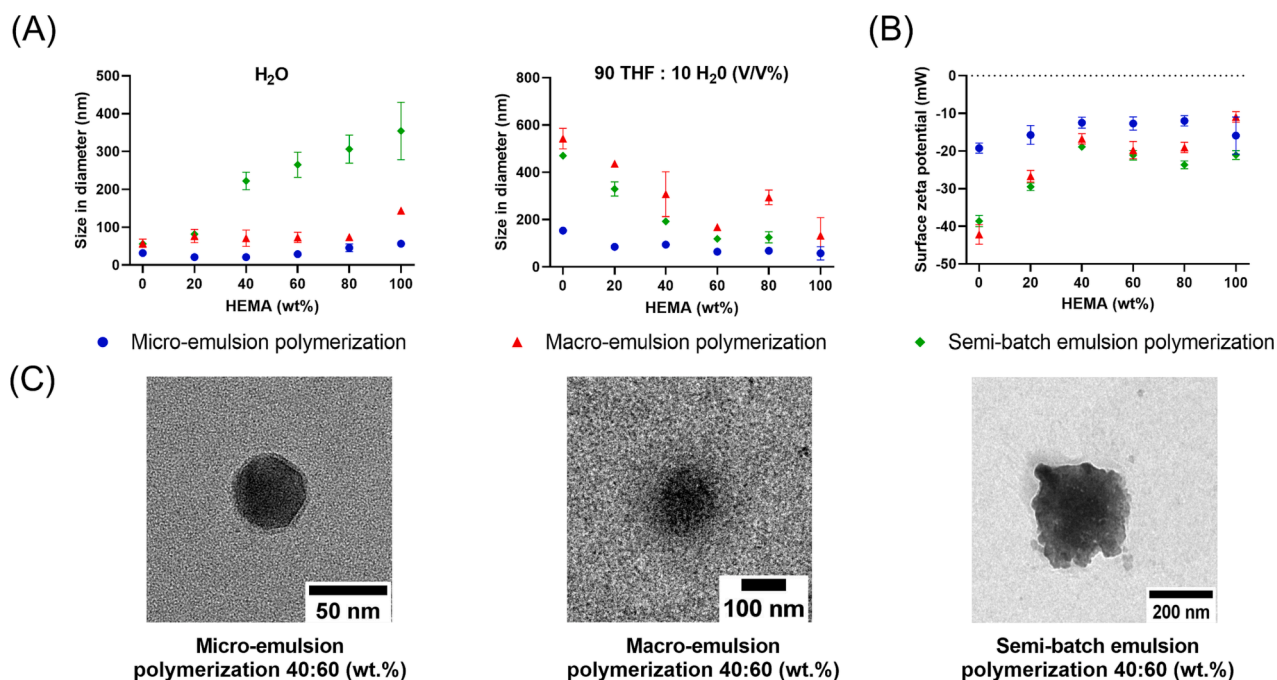 (A)
(B)
H₂O
Size in diameter (nm)
500
400
300
200
100
0
0 20 40 60 80 100
HEMA (wt%)
90 THF : 10 H₂0 (V/V%)
Size in diameter (nm)
800
600
400
200
0
0 20 40 60 80 100
HEMA (wt%)
Surface zeta potential (mW)
0
-10
-20
-30
-40
-50
0 20 40 60 80 100
HEMA (wt%)
Micro-emulsion polymerization
Macro-emulsion polymerization
Semi-batch emulsion polymerization
(C)
50 nm
100 nm
200 nm
Micro-emulsion
polymerization 40:60 (wt.%)
Macro-emulsion
polymerization 40:60 (wt.%)
Semi-batch emulsion
polymerization 40:60 (wt.%)